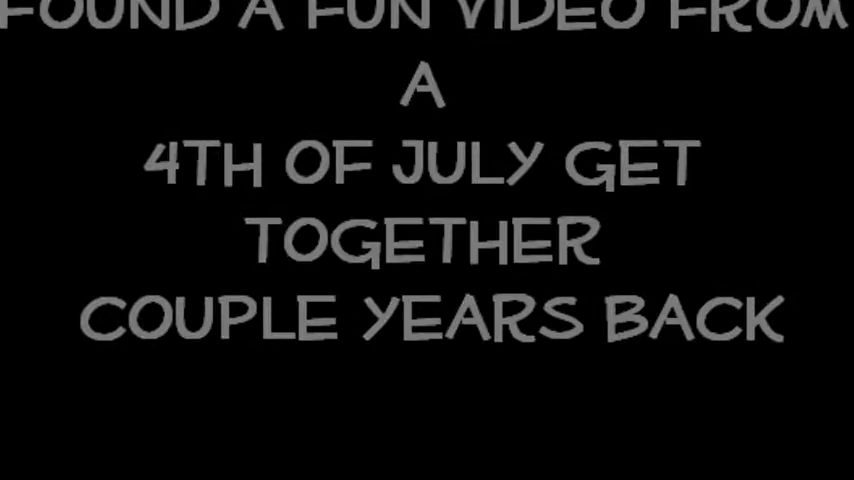 FOUND A FUN VIDEO FROM
A
4TH OF JULY GET
TOGETHER
COUPLE YEARS BACK